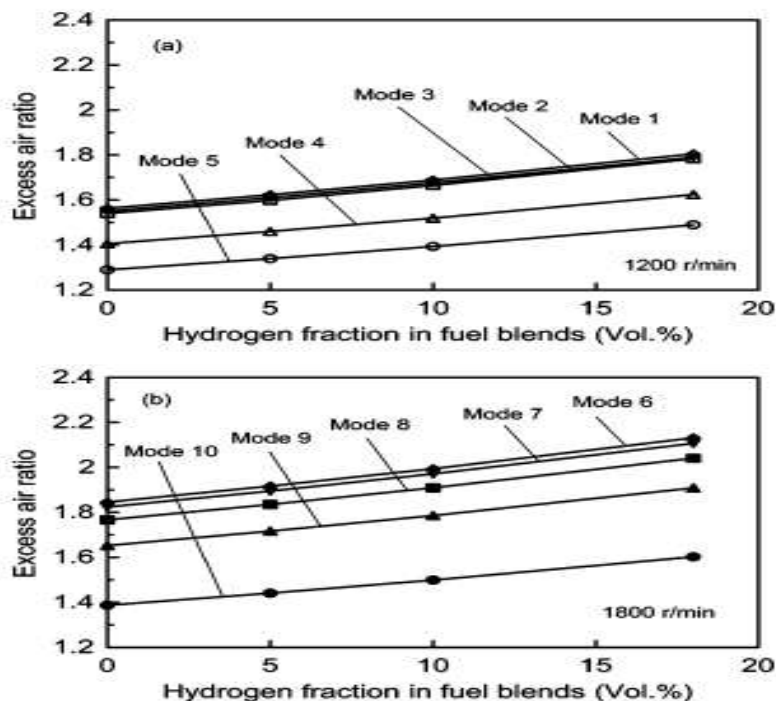 (a)
Excess air ratio
2.4
2.2
2
1.8
1.6
1.4
1.2
Mode 3
Mode 2
Mode 1
Mode 4
Mode 5
1200 r/min
0 5 10 15 20
Hydrogen fraction in fuel blends (Vol.%)
(b)
Excess air ratio
2.4
2.2
2
1.8
1.6
1.4
1.2
Mode 6
Mode 7
Mode 8
Mode 9
Mode 10
1800 r/min
0 5 10 15 20
Hydrogen fraction in fuel blends (Vol.%)